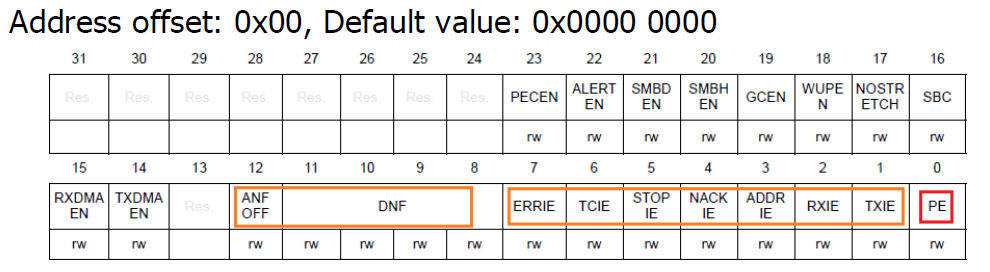 Address offset: 0x00, Default value: 0x0000 0000
31 30 29 28 27 26 25 24 23 22 21 20 19 18 17 16
Res. Res. Res. Res. Res. Res. Res. Res. PECEN ALERT EN SMBD EN SMBH EN GCEN WUPE N NOSTR ETCH SBC
rw rw rw rw rw rw rw rw
15 14 13 12 11 10 9 8 7 6 5 4 3 2 1 0
RXDMA EN TXDMA EN Res. ANF OFF DNF ERRIE TCIE STOP IE NACK IE ADDR IE RXIE TXIE PE
rw rw rw rw rw rw rw rw rw rw rw rw rw rw rw